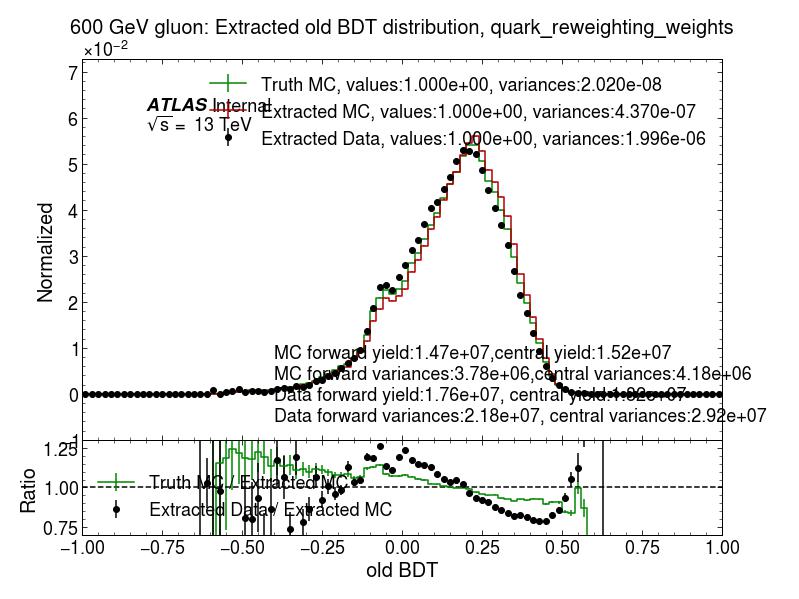 600 GeV gluon: Extracted old BDT distribution, quark_reweighting_weights
×10⁻²
7
6
5
4
3
2
1
0
Normalized
Truth MC, values:1.000e+00, variances:2.020e-08
ATLAS Internal
Extracted MC, values:1.000e+00, variances:4.370e-07
√s = 13 TeV
Extracted Data, values:1.000e+00, variances:1.996e-06
MC forward yield:1.47e+07,central yield:1.52e+07
MC forward variances:3.78e+06,central variances:4.18e+06
Data forward yield:1.76e+07, central
Data forward variances:2.18e+07, central variances:2.92e+07
1.25
1.00
0.75
Ratio
Truth MC / Extracted MC
Extracted Data / Extracted MC
−1.00 −0.75 −0.50 −0.25 0.00 0.25 0.50 0.75 1.00
old BDT